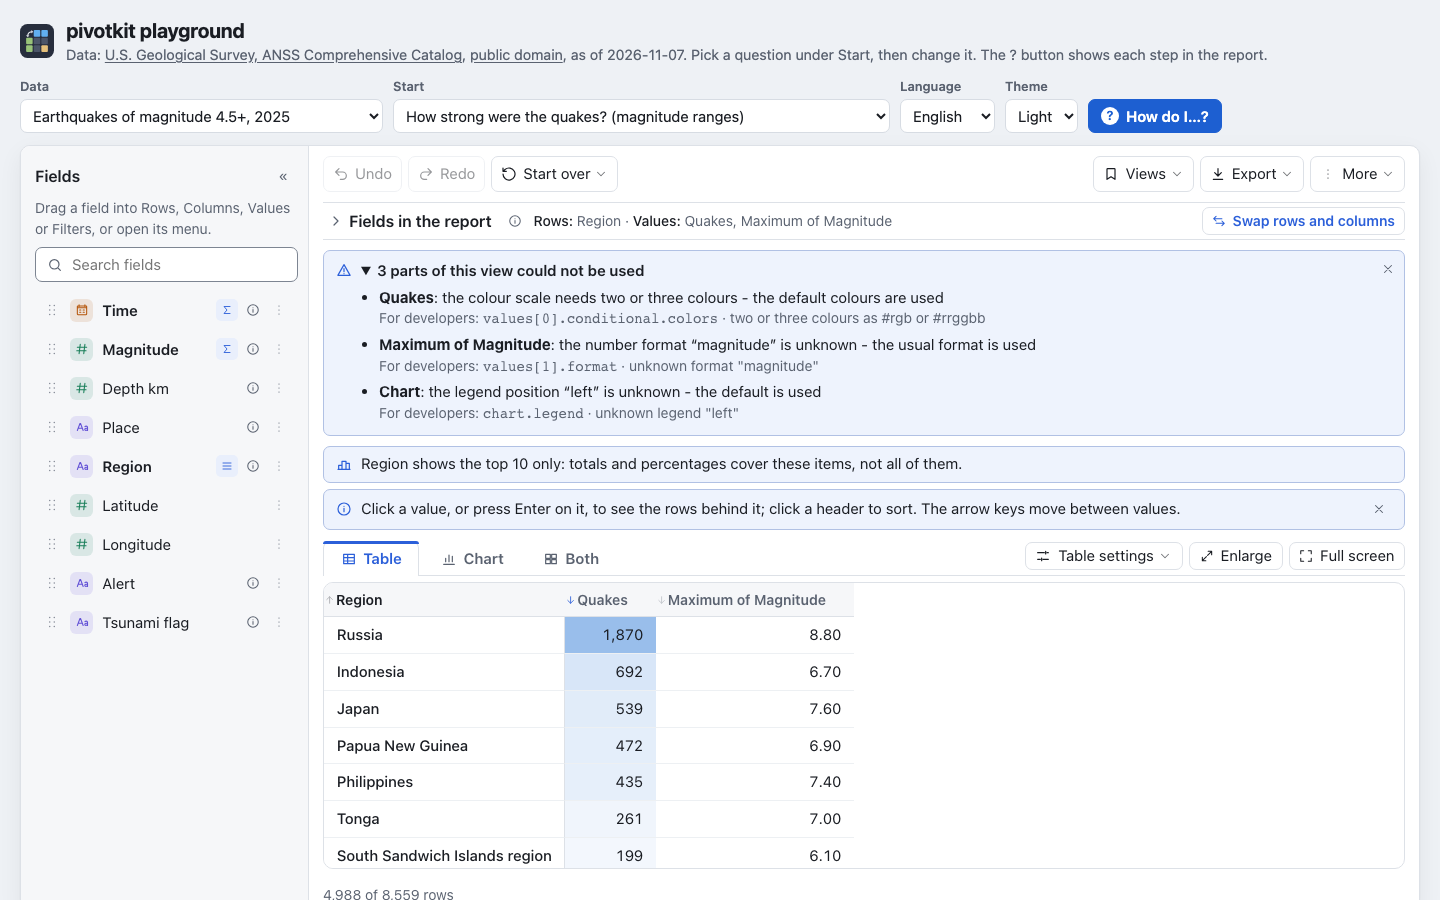 pivotkit playground
Data: U.S. Geological Survey, ANSS Comprehensive Catalog, public domain, as of 2026-11-07. Pick a question under Start, then change it. The ? button shows each step in the report.
Data
Start
Language
Theme
Earthquakes of magnitude 4.5+, 2025
How strong were the quakes? (magnitude ranges)
English
Light
? How do I...?
Fields
«
Drag a field into Rows, Columns, Values
or Filters, or open its menu.
Search fields
Time
Σ
# Magnitude
Σ
# Depth km
Aa Place
Aa Region
# Latitude
# Longitude
Aa Alert
Aa Tsunami flag
Undo
Redo
Start over
Views
Export
More
Fields in the report
Rows: Region · Values: Quakes, Maximum of Magnitude
Swap rows and columns
3 parts of this view could not be used
• Quakes: the colour scale needs two or three colours - the default colours are used
For developers: values[0].conditional.colors · two or three colours as #rgb or #rrggbb
• Maximum of Magnitude: the number format “magnitude” is unknown - the usual format is used
For developers: values[1].format · unknown format "magnitude"
• Chart: the legend position “left” is unknown - the default is used
For developers: chart.legend · unknown legend "left"
Region shows the top 10 only: totals and percentages cover these items, not all of them.
Click a value, or press Enter on it, to see the rows behind it; click a header to sort. The arrow keys move between values.
Table
Chart
Both
Table settings
Enlarge
Full screen
↑ Region
↓ Quakes
↓ Maximum of Magnitude
Russia 1,870 8.80
Indonesia 692 6.70
Japan 539 7.60
Papua New Guinea 472 6.90
Philippines 435 7.40
Tonga 261 7.00
South Sandwich Islands region 199 6.10
4,988 of 8,559 rows